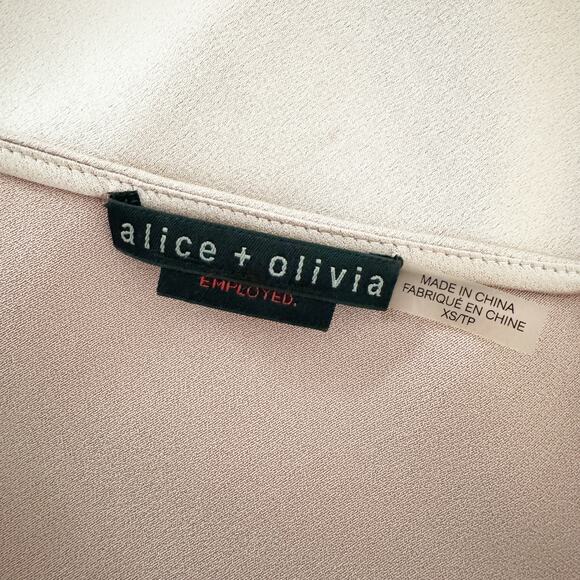 alice + olivia
EMPLOYED.
MADE IN CHINA
FABRIQUÉ EN CHINE
XS/TP